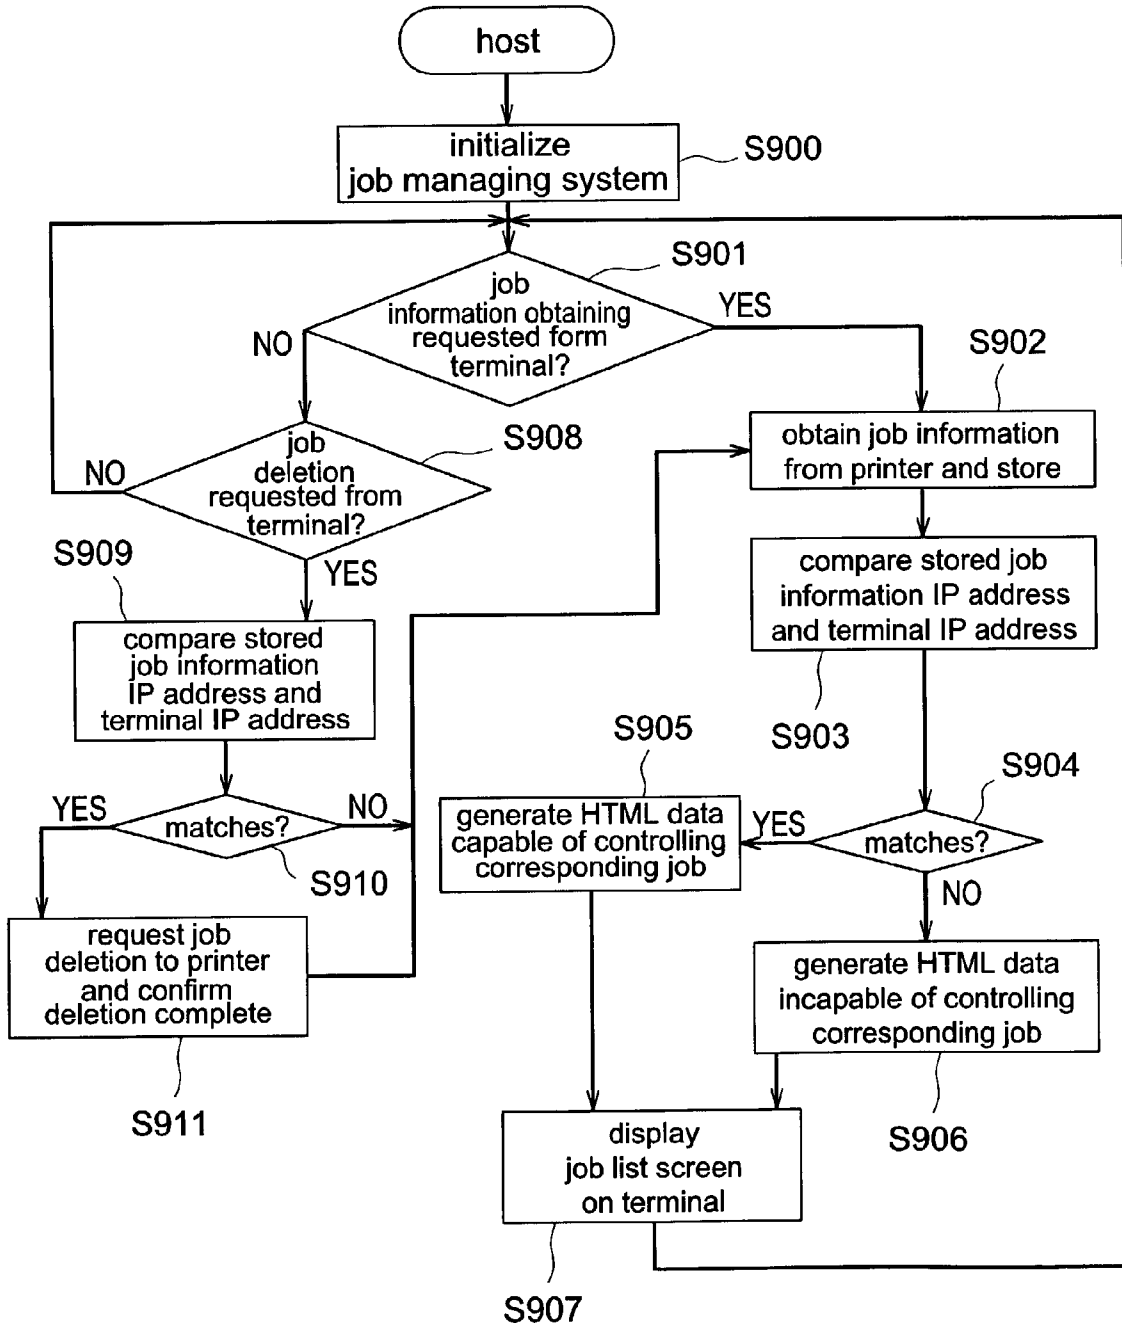 host
initialize
job managing system
S900
S901
job
information obtaining
requested form
terminal?
YES
NO
S902
obtain job information
from printer and store
S908
job
deletion
requested from
terminal?
NO
YES
S909
compare stored
job information
IP address and
terminal IP address
compare stored job
information IP address
and terminal IP address
S903
S904
matches?
YES
NO
S905
generate HTML data
capable of controlling
corresponding job
YES
matches?
NO
S910
request job
deletion to printer
and confirm
deletion complete
S911
generate HTML data
incapable of controlling
corresponding job
S906
display
job list screen
on terminal
S907